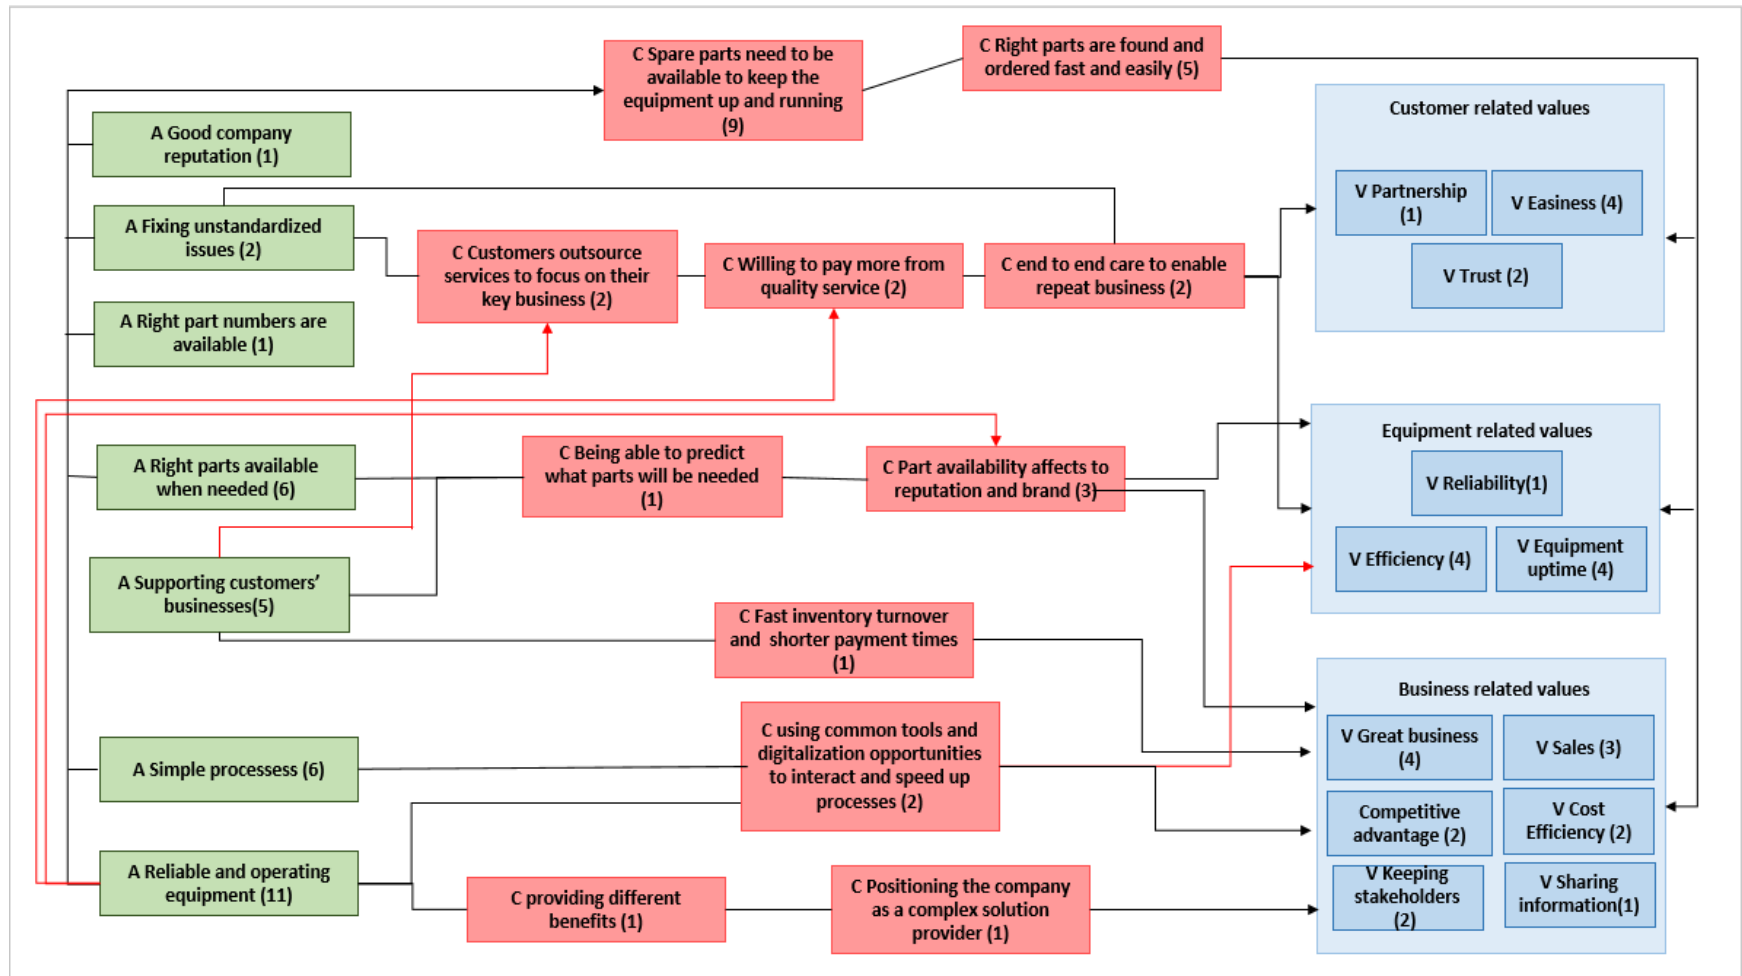 C Spare parts need to be
available to keep the
equipment up and running
(9)
C Right parts are found and
ordered fast and easily (5)
A Good company
reputation (1)
A Fixing unstandardized
issues (2)
A Right part numbers are
available (1)
C Customers outsource
services to focus on their
key business (2)
C Willing to pay more from
quality service (2)
C end to end care to enable
repeat business (2)
Customer related values
V Partnership
(1)
V Easiness (4)
V Trust (2)
A Right parts available
when needed (6)
C Being able to predict
what parts will be needed
(1)
C Part availability affects to
reputation and brand (3)
Equipment related values
V Reliability(1)
V Efficiency (4)
V Equipment
uptime (4)
A Supporting customers’
businesses(5)
C Fast inventory turnover
and shorter payment times
(1)
A Simple processess (6)
C using common tools and
digitalization opportunities
to interact and speed up
processes (2)
A Reliable and operating
equipment (11)
C providing different
benefits (1)
C Positioning the company
as a complex solution
provider (1)
Business related values
V Great business
(4)
V Sales (3)
Competitive
advantage (2)
V Cost
Efficiency (2)
V Keeping
stakeholders
(2)
V Sharing
information(1)